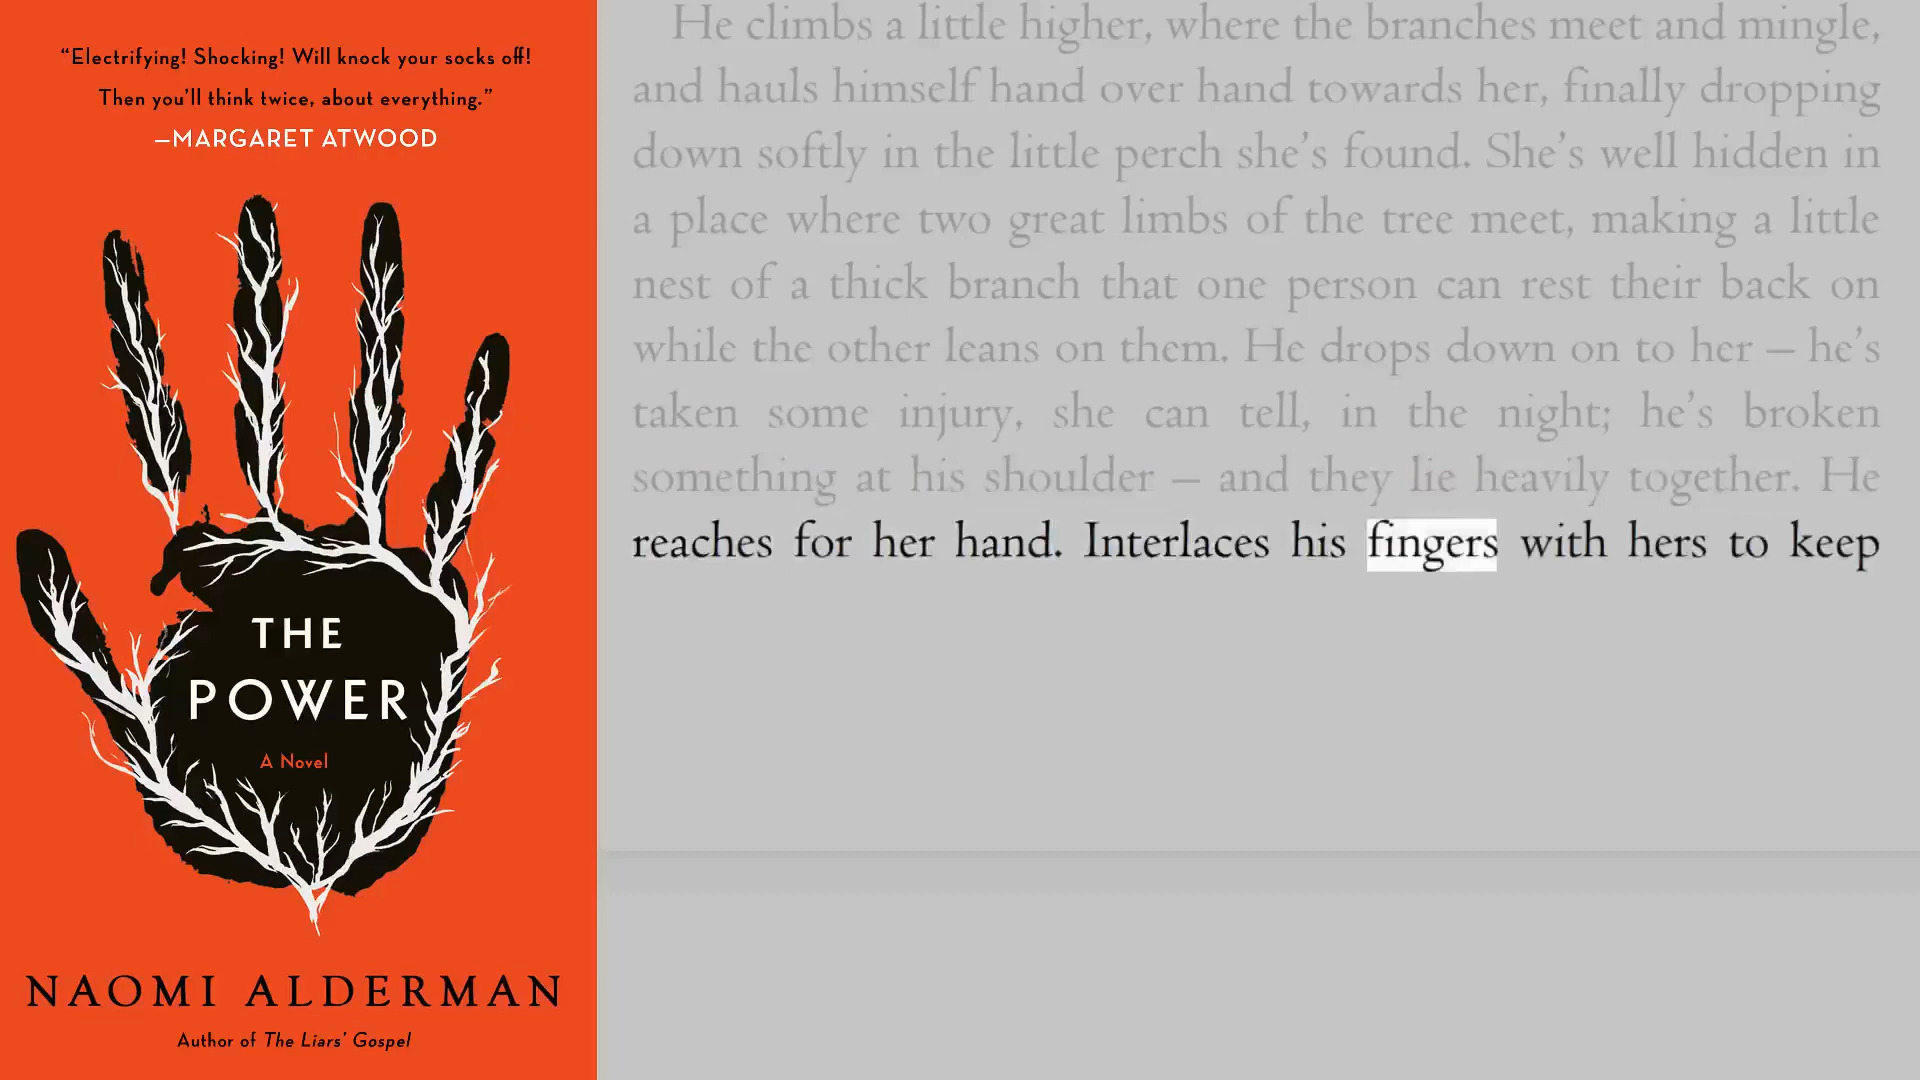 “Electrifying! Shocking! Will knock your socks off!
Then you’ll think twice, about everything.”
—MARGARET ATWOOD
THE
POWER
A Novel
NAOMI ALDERMAN
Author of The Liars’ Gospel
He climbs a little higher, where the branches meet and mingle,
and hauls himself hand over hand towards her, finally dropping
down softly in the little perch she’s found. She’s well hidden in
a place where two great limbs of the tree meet, making a little
nest of a thick branch that one person can rest their back on
while the other leans on them. He drops down on to her – he’s
taken some injury, she can tell, in the night; he’s broken
something at his shoulder – and they lie heavily together. He
reaches for her hand. Interlaces his fingers with hers to keep